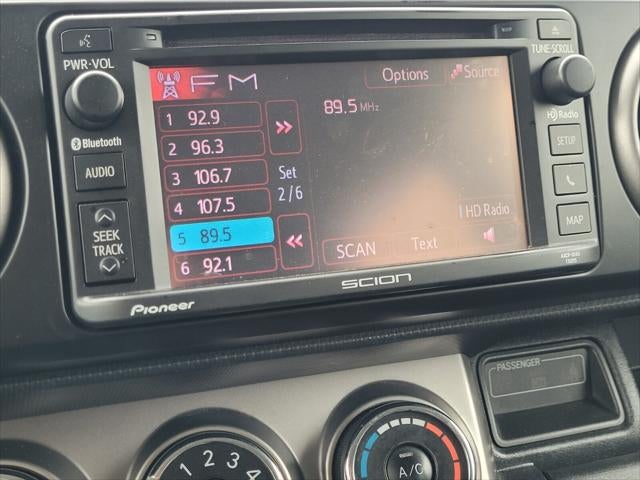 PWR-VOL
Bluetooth
AUDIO
SEEK
TRACK
FM
Options
Source
1 92.9
2 96.3
3 106.7
4 107.5
5 89.5
6 92.1
Set
2/6
89.5 MHz
HD Radio
SCAN
Text
TUNE•SCROLL
HD Radio
SETUP
MAP
Pioneer
SCION
PASSENGER
1 2 3 4
A/C